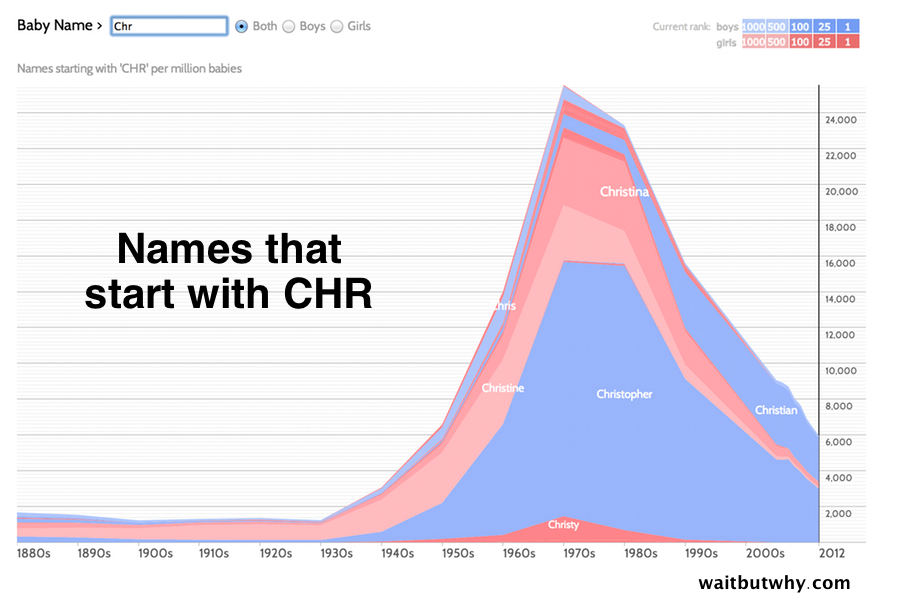 Baby Name > Chr Both Boys Girls
Current rank: boys 1000 500 100 25 1
girls 1000 500 100 25 1
Names starting with 'CHR' per million babies
24,000
22,000
Christina
20,000
18,000
Names that
start with CHR
16,000
14,000
hris
12,000
10,000
Christine
Christopher
8,000
Christian
6,000
4,000
2,000
Christy
1880s 1890s 1900s 1910s 1920s 1930s 1940s 1950s 1960s 1970s 1980s 1990s 2000s 2012
waitbutwhy.com